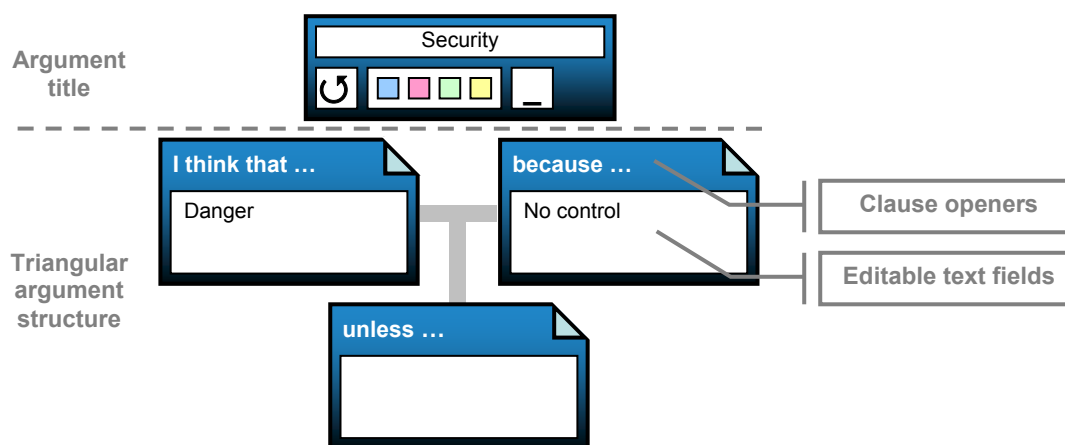 Security
Argument
title
_
I think that …
because …
Danger
No control
Clause openers
Editable text fields
Triangular
argument
structure
unless …